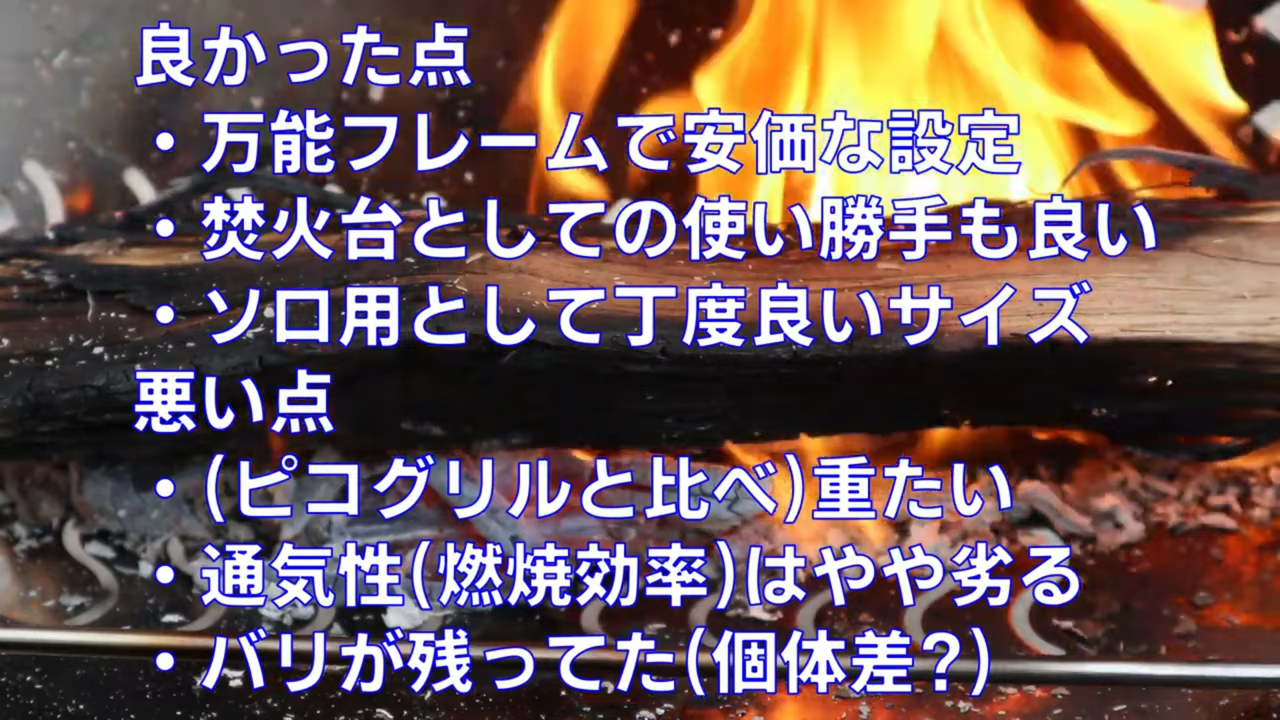 良かった点
・万能フレームで安価な設定
・焚火台としての使い勝手も良い
・ソロ用として丁度良いサイズ
悪い点
・(ピコグリルと比べ)重たい
・通気性(燃焼効率)はやや劣る
・バリが残ってた(個体差?)